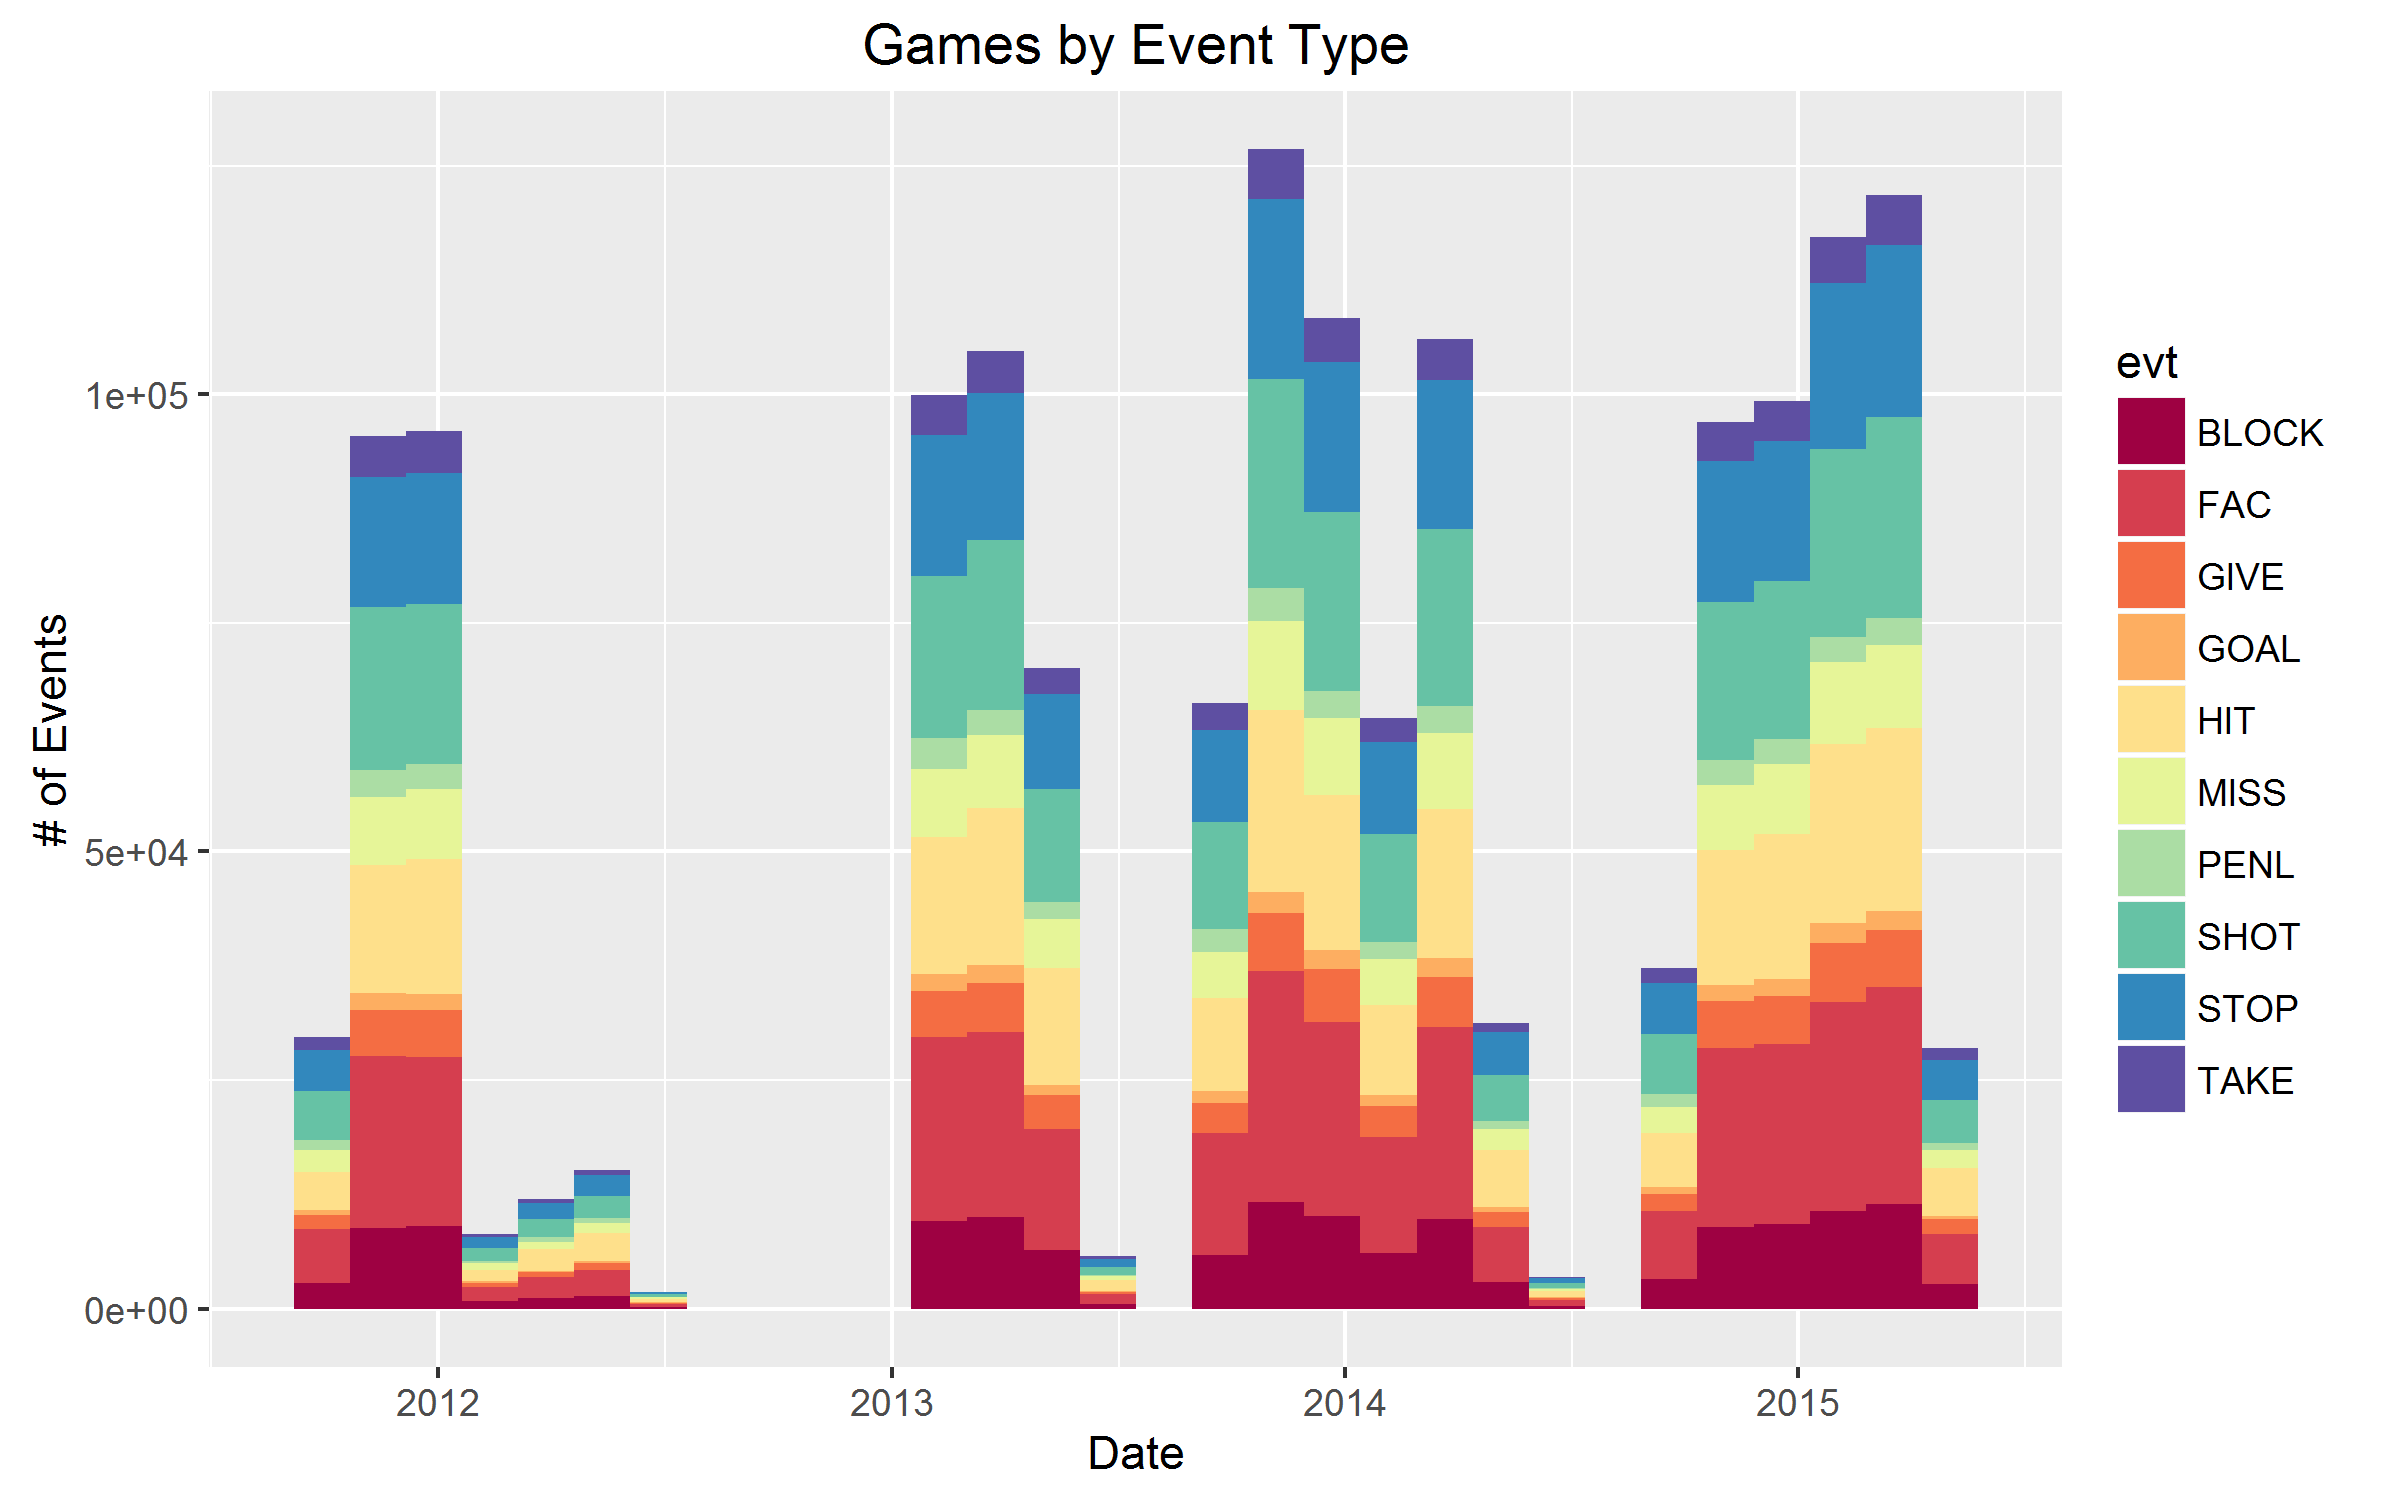 Games by Event Type
# of Events
1e+05
5e+04
0e+00
2012
2013
2014
2015
Date
evt
BLOCK
FAC
GIVE
GOAL
HIT
MISS
PENL
SHOT
STOP
TAKE